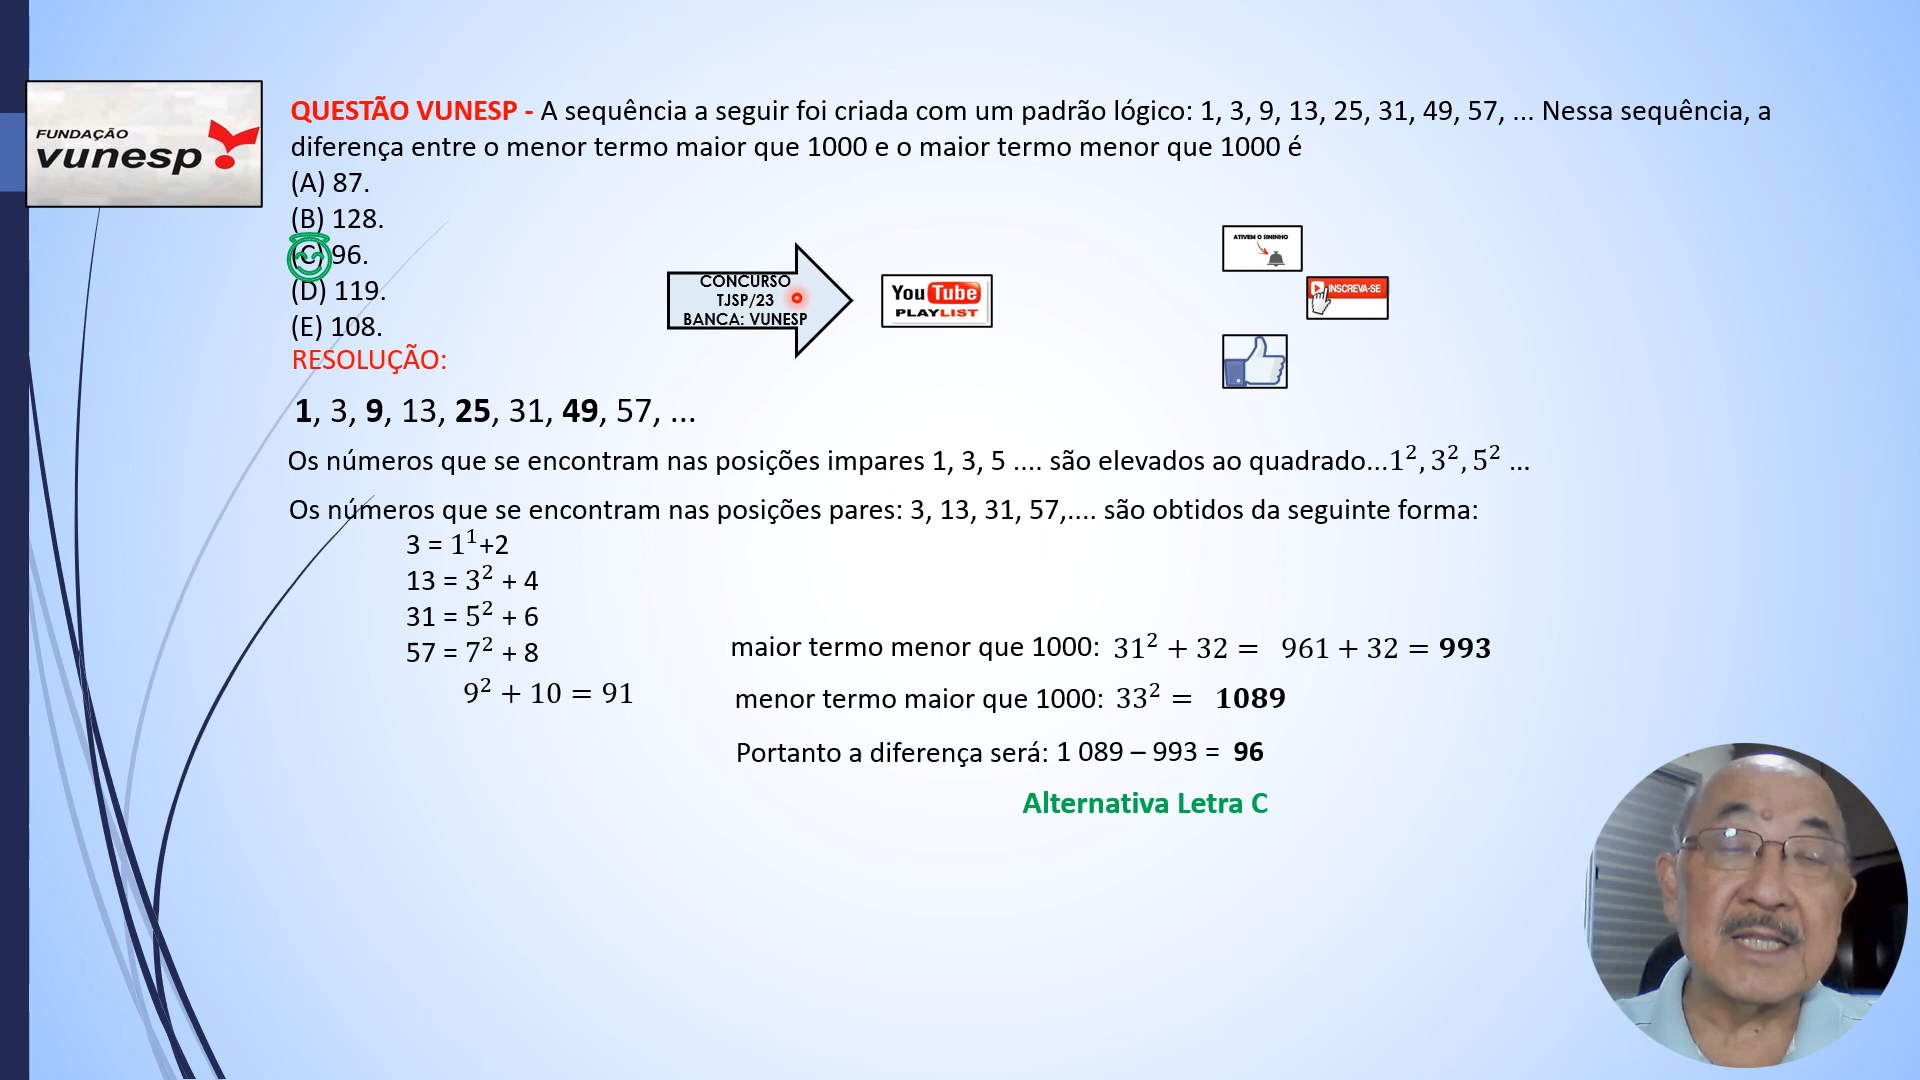 FUNDAÇÃO
vunesp
QUESTÃO VUNESP - A sequência a seguir foi criada com um padrão lógico: 1, 3, 9, 13, 25, 31, 49, 57, ... Nessa sequência, a
diferença entre o menor termo maior que 1000 e o maior termo menor que 1000 é
(A) 87.
(B) 128.
(C) 96.
(D) 119.
(E) 108.
CONCURSO
TJSP/23
BANCA: VUNESP
You Tube
PLAYLIST
ATIVEM O SININHO
INSCREVA-SE
RESOLUÇÃO:
1, 3, 9, 13, 25, 31, 49, 57, ...
Os números que se encontram nas posições impares 1, 3, 5 .... são elevados ao quadrado...1², 3², 5² ...
Os números que se encontram nas posições pares: 3, 13, 31, 57,.... são obtidos da seguinte forma:
3 = 1¹+2
13 = 3² + 4
31 = 5² + 6
57 = 7² + 8
9² + 10 = 91
maior termo menor que 1000: 31² + 32 = 961 + 32 = 993
menor termo maior que 1000: 33² = 1089
Portanto a diferença será: 1 089 – 993 = 96
Alternativa Letra C